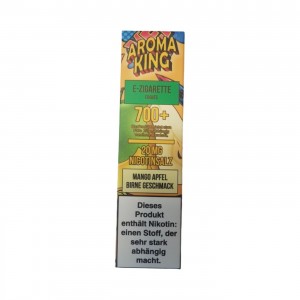 AROMA
KING
E-ZIGARETTE
700+
20MG
NICOTINSALZ
MANGO APFEL
BIRNE GESCHMACK
Dieses
Produkt
enthält Nikotin:
einen Stoff, der
sehr stark
abhängig
macht.